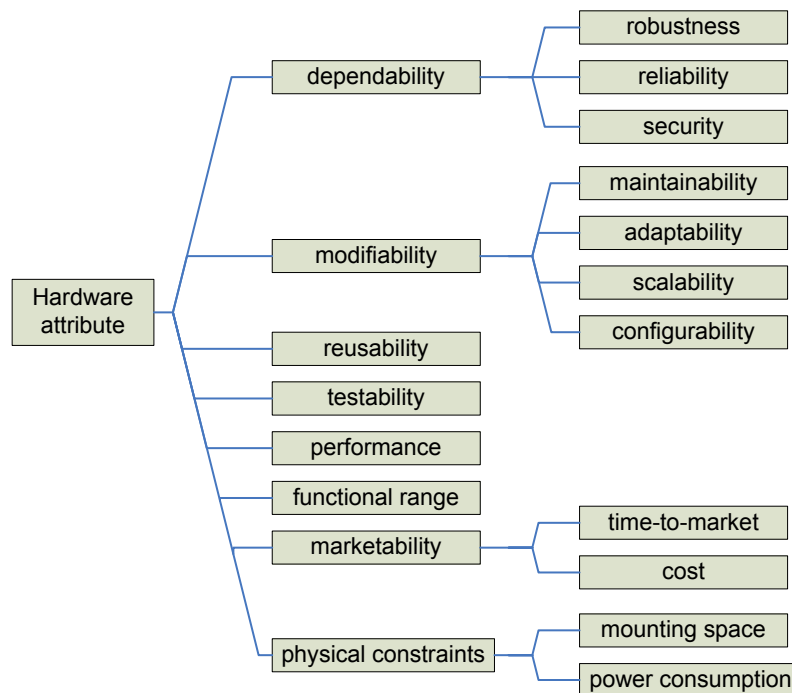 Hardware
attribute
dependability
robustness
reliability
security
modifiability
maintainability
adaptability
scalability
configurability
reusability
testability
performance
functional range
marketability
time-to-market
cost
physical constraints
mounting space
power consumption